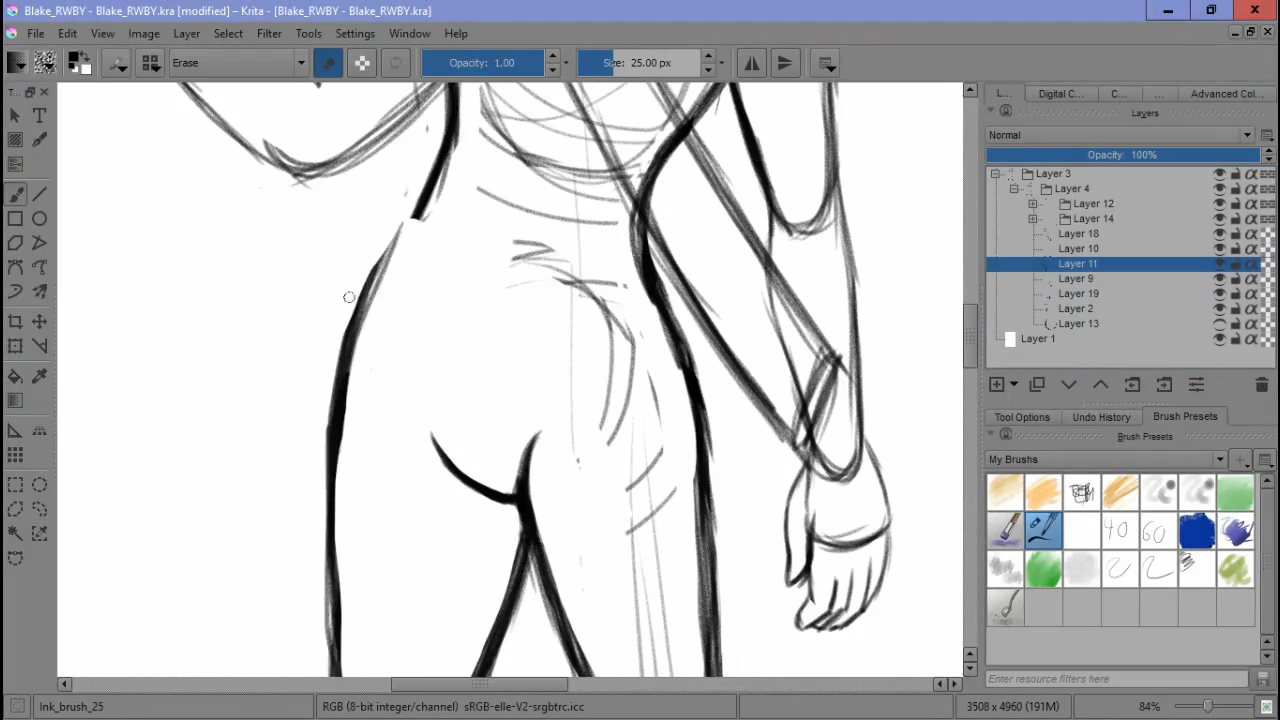 Blake_RWBY - Blake_RWBY.kra [modified] – Krita - [Blake_RWBY - Blake_RWBY.kra]
File Edit View Image Layer Select Filter Tools Settings Window Help
Erase Opacity: 1.00 Size: 25.00 px
T... L... Digital C... C... ... Advanced Col...
Layers
Normal
Opacity: 100%
Layer 3
Layer 4
Layer 12
Layer 14
Layer 18
Layer 10
Layer 11
Layer 9
Layer 19
Layer 2
Layer 13
Layer 1
Tool Options Undo History Brush Presets
Brush Presets
My Brushes
40 60
Enter resource filters here
Ink_brush_25 RGB (8-bit integer/channel) sRGB-elle-V2-srgbtrc.icc 3508 x 4960 (191M) 84%